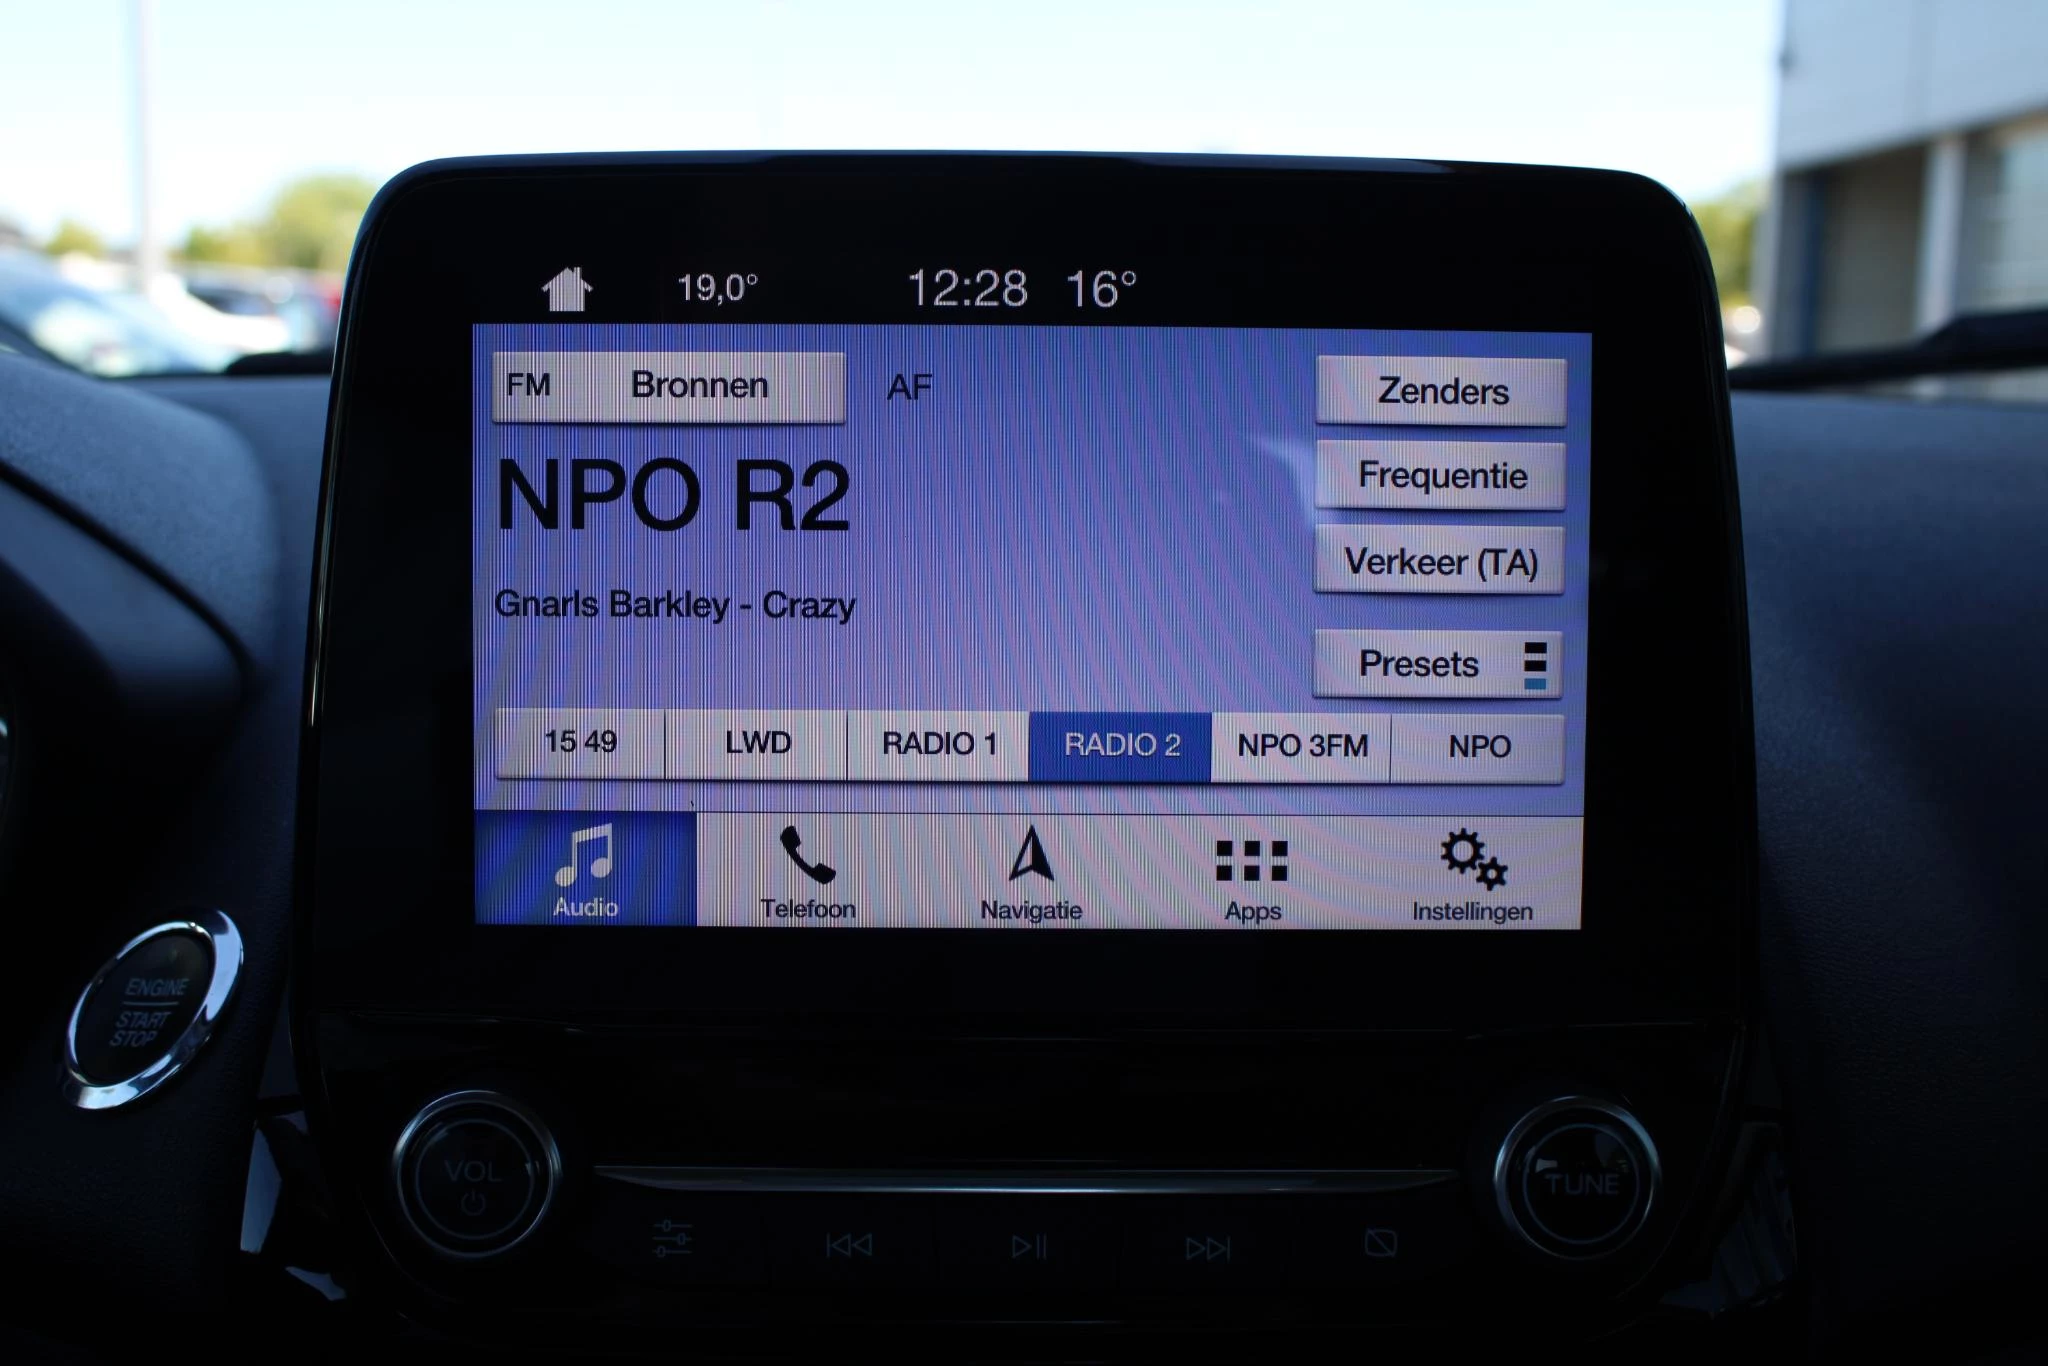 19,0° 12:28 16°
FM Bronnen AF Zenders
NPO R2
Frequentie
Verkeer (TA)
Gnarls Barkley - Crazy
Presets
15 49 LWD RADIO 1 RADIO 2 NPO 3FM NPO
Audio Telefoon Navigatie Apps Instellingen
ENGINE
START
STOP
VOL
TUNE